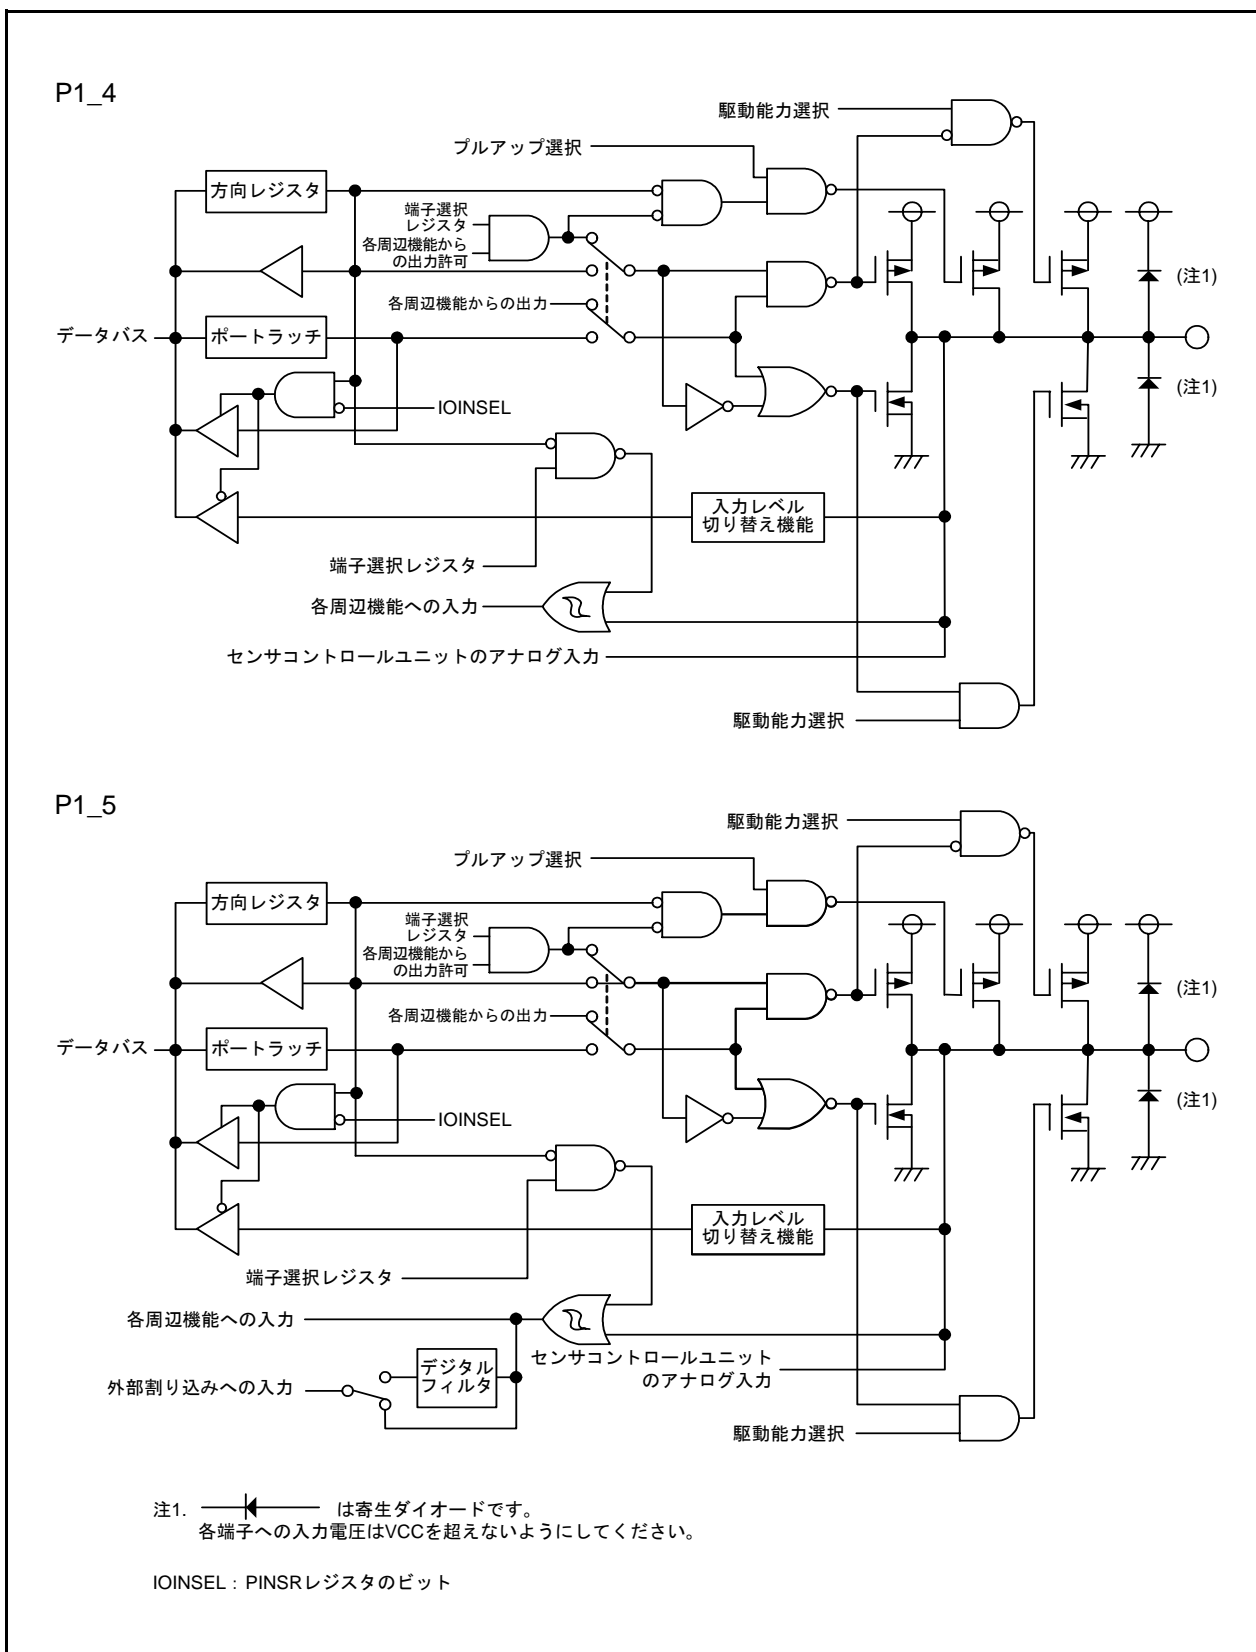 P1_4
駆動能力選択
プルアップ選択
方向レジスタ
端子選択
レジスタ
各周辺機能から
の出力許可
(注1)
各周辺機能からの出力
データバス
ポートラッチ
(注1)
IOINSEL
入力レベル
切り替え機能
端子選択レジスタ
各周辺機能への入力
センサコントロールユニットのアナログ入力
駆動能力選択
P1_5
駆動能力選択
プルアップ選択
方向レジスタ
端子選択
レジスタ
各周辺機能から
の出力許可
(注1)
各周辺機能からの出力
データバス
ポートラッチ
(注1)
IOINSEL
入力レベル
切り替え機能
端子選択レジスタ
各周辺機能への入力
センサコントロールユニット
のアナログ入力
デジタル
フィルタ
外部割り込みへの入力
駆動能力選択
注1. は寄生ダイオードです。
各端子への入力電圧はVCCを超えないようにしてください。
IOINSEL:PINSRレジスタのビット